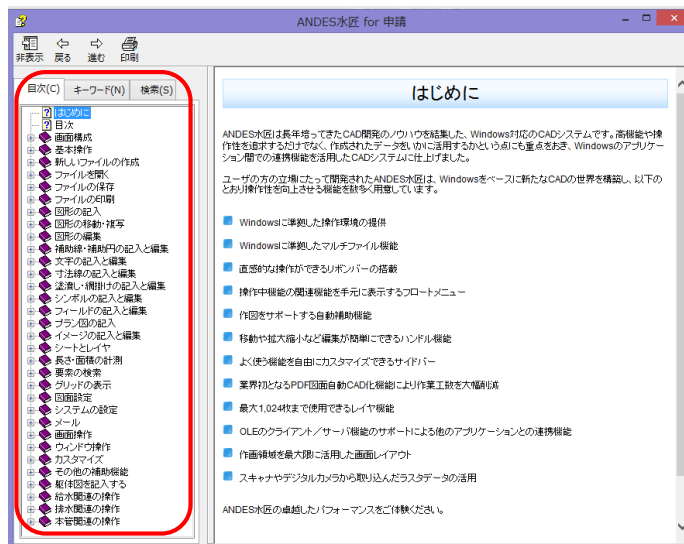 ANDES水匠 for 申請
非表示 戻る 進む 印刷
目次(C) キーワード(N) 検索(S)
はじめに
目次
画面構成
基本操作
新しいファイルの作成
ファイルを開く
ファイルの保存
ファイルの印刷
図形の記入
図形の移動・複写
図形の編集
補助線・補助円の記入と編集
文字の記入と編集
寸法線の記入と編集
塗潰し・網掛けの記入と編集
シンボルの記入と編集
フィールドの記入と編集
プラン図の記入
イメージの記入と編集
シートとレイヤ
長さ・面積の計測
要素の検索
グリッドの表示
図面設定
システムの設定
メール
画面操作
ウィンドウ操作
カスタマイズ
その他の補助機能
躯体図を記入する
給水関連の操作
排水関連の操作
本管関連の操作
はじめに
ANDES水匠は長年培ってきたCAD開発のノウハウを結集した、Windows対応のCADシステムです。高機能や操
作性を追求するだけでなく、作成されたデータをいかに活用するかという点にも重点をおき、Windowsのアプリケー
ション間での連携機能を活用したCADシステムに仕上げました。
ユーザの方の立場にたって開発されたANDES水匠は、Windowsをベースに新たなCADの世界を構築し、以下の
とおり操作性を向上させる機能を数多く用意しています。
Windowsに準拠した操作環境の提供
Windowsに準拠したマルチファイル機能
直感的な操作ができるリボンバーの搭載
操作中機能の関連機能を手元に表示するフロートメニュー
作図をサポートする自動補助機能
移動や拡大縮小など編集が簡単にできるハンドル機能
よく使う機能を自由にカスタマイズできるサイドバー
業界初となるPDF図面自動CAD化機能により作業工数を大幅削減
最大1,024枚まで使用できるレイヤ機能
OLEのクライアント／サーバ機能のサポートによる他のアプリケーションとの連携機能
作画領域を最大限に活用した画面レイアウト
スキャナやデジタルカメラから取り込んだラスタデータの活用
ANDES水匠の卓越したパフォーマンスをご体験ください。